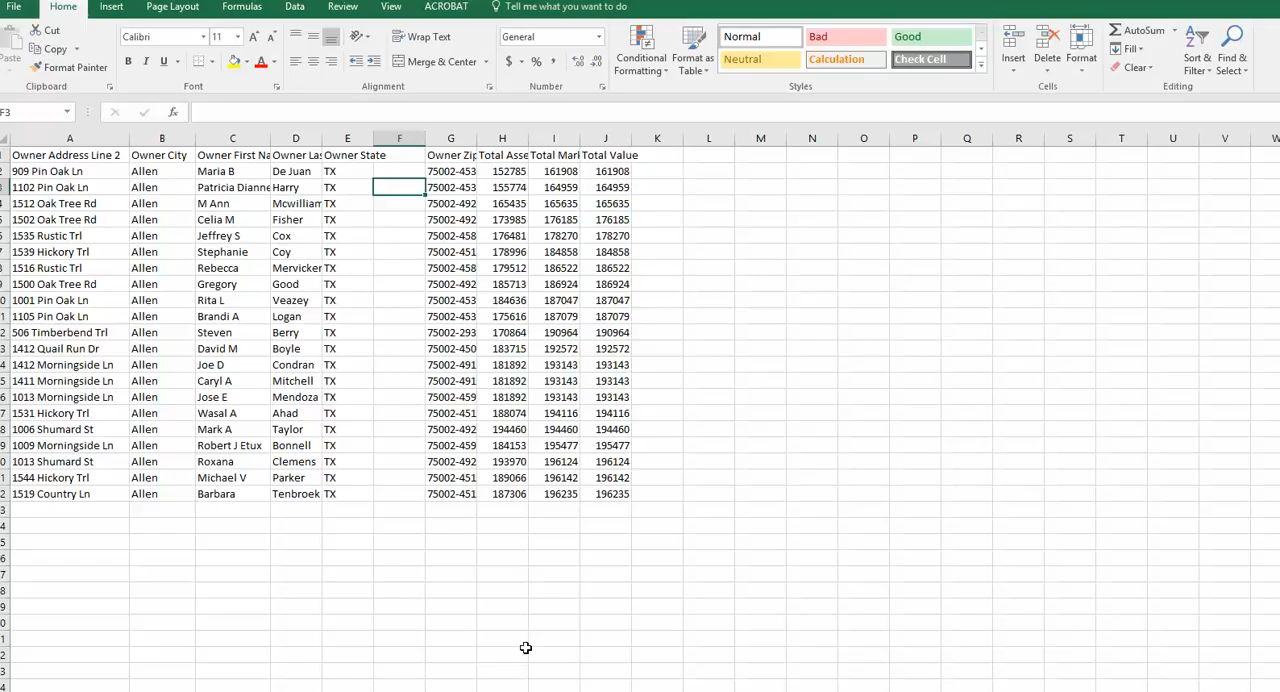 File Home Insert Page Layout Formulas Data Review View ACROBAT Tell me what you want to do
Cut
Copy
Paste
Format Painter
Clipboard
Calibri 11
B I U
Font
Wrap Text
Merge & Center
Alignment
General
$ % ,
Number
Conditional Formatting
Format as Table
Normal Bad Good
Neutral Calculation Check Cell
Styles
Insert Delete Format
Cells
AutoSum
Fill
Clear
Sort & Filter
Find & Select
Editing
F3 fx
A B C D E F G H I J K L M N O P Q R S T U V W
Owner Address Line 2 Owner City Owner First Na Owner Las Owner State Owner Zip Total Asse Total Mark Total Value
909 Pin Oak Ln Allen Maria B De Juan TX 75002-453 152785 161908 161908
1102 Pin Oak Ln Allen Patricia Dianne Harry TX 75002-453 155774 164959 164959
1512 Oak Tree Rd Allen M Ann Mcwilliam TX 75002-492 165435 165635 165635
1502 Oak Tree Rd Allen Celia M Fisher TX 75002-492 173985 176185 176185
1535 Rustic Trl Allen Jeffrey S Cox TX 75002-458 176481 178270 178270
1539 Hickory Trl Allen Stephanie Coy TX 75002-451 178996 184858 184858
1516 Rustic Trl Allen Rebecca Mervicker TX 75002-458 179512 186522 186522
1500 Oak Tree Rd Allen Gregory Good TX 75002-492 185713 186924 186924
1001 Pin Oak Ln Allen Rita L Veazey TX 75002-453 184636 187047 187047
1105 Pin Oak Ln Allen Brandi A Logan TX 75002-453 175616 187079 187079
506 Timberbend Trl Allen Steven Berry TX 75002-293 170864 190964 190964
1412 Quail Run Dr Allen David M Boyle TX 75002-450 183715 192572 192572
1412 Morningside Ln Allen Joe D Condran TX 75002-491 181892 193143 193143
1411 Morningside Ln Allen Caryl A Mitchell TX 75002-491 181892 193143 193143
1013 Morningside Ln Allen Jose E Mendoza TX 75002-459 181892 193143 193143
1531 Hickory Trl Allen Wasal A Ahad TX 75002-451 188074 194116 194116
1006 Shumard St Allen Mark A Taylor TX 75002-492 194460 194460 194460
1009 Morningside Ln Allen Robert J Etux Bonnell TX 75002-459 184153 195477 195477
1013 Shumard St Allen Roxana Clemens TX 75002-492 193970 196124 196124
1544 Hickory Trl Allen Michael V Parker TX 75002-451 189066 196142 196142
1519 Country Ln Allen Barbara Tenbroek TX 75002-451 187306 196235 196235